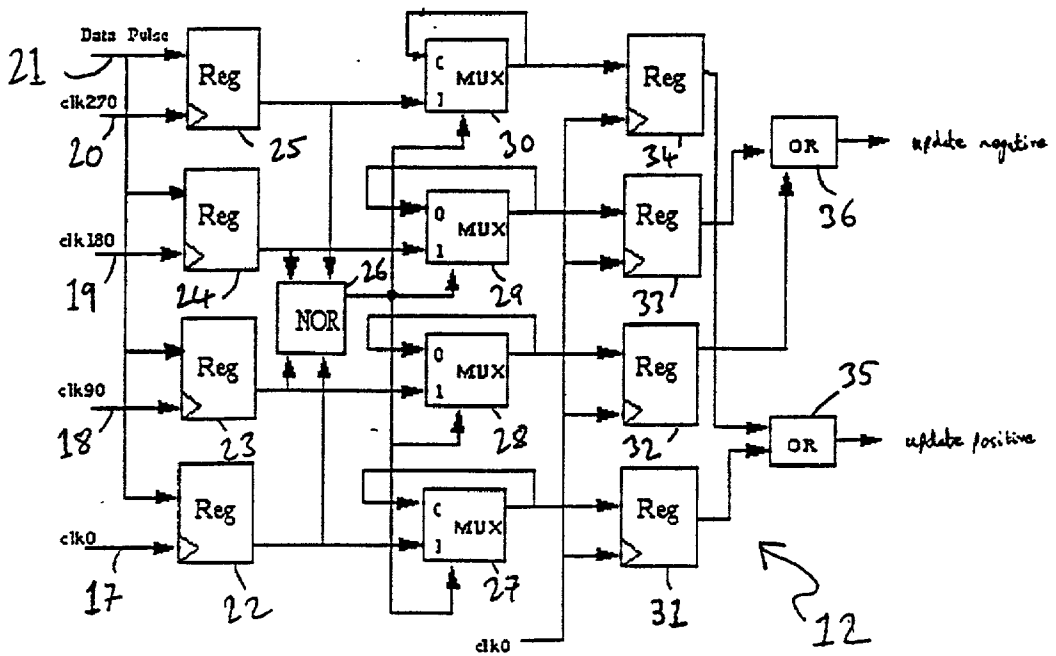 Data Pulse
21
clk270
20
Reg
25
C
MUX
1
30
Reg
34
OR
36
update negative
clk180
19
Reg
24
0
MUX
1
29
Reg
33
26
NOR
clk90
18
Reg
23
0
MUX
1
28
Reg
32
35
OR
update positive
clk0
17
Reg
22
C
MUX
1
27
Reg
31
clk0
12